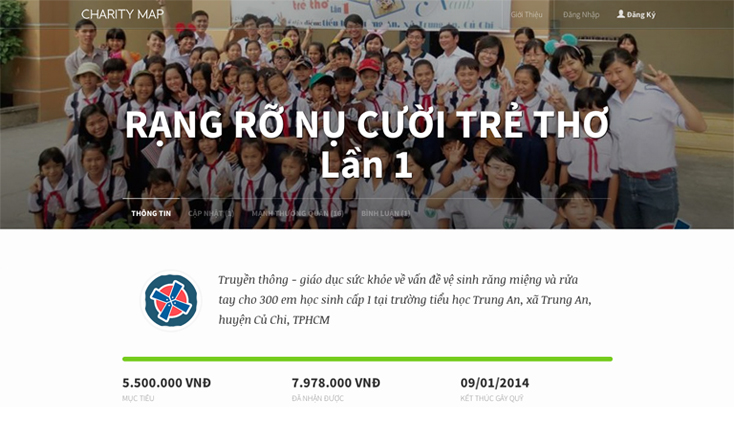 CHARITY MAP
Giới Thiệu
Đăng Nhập
Đăng Ký
trẻ thơ
RẠNG RỠ NỤ CƯỜI TRẺ THƠ
Lần 1
THÔNG TIN
CẬP NHẬT (1)
MẠNH THƯỜNG QUÂN (16)
BÌNH LUẬN (1)
Truyền thông - giáo dục sức khỏe về vấn đề vệ sinh răng miệng và rửa
tay cho 300 em học sinh cấp 1 tại trường tiểu học Trung An, xã Trung An,
huyện Củ Chi, TPHCM
5.500.000 VNĐ
7.978.000 VNĐ
09/01/2014
MỤC TIÊU
ĐÃ NHẬN ĐƯỢC
KẾT THÚC GÂY QUỸ